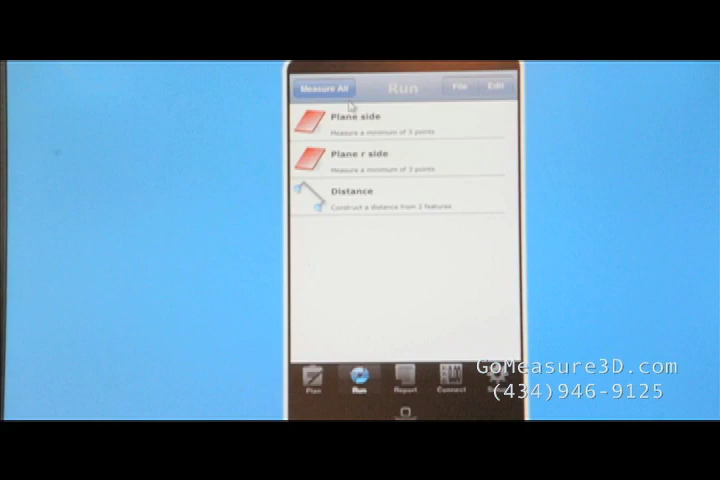 Measure All
Run
File
Edit
Plane side
Measure a minimum of 3 points
Plane r side
Measure a minimum of 3 points
Distance
Construct a distance from 2 features
Plan
Run
Report
Connect
GoMeasure3D.com
(434)946-9125